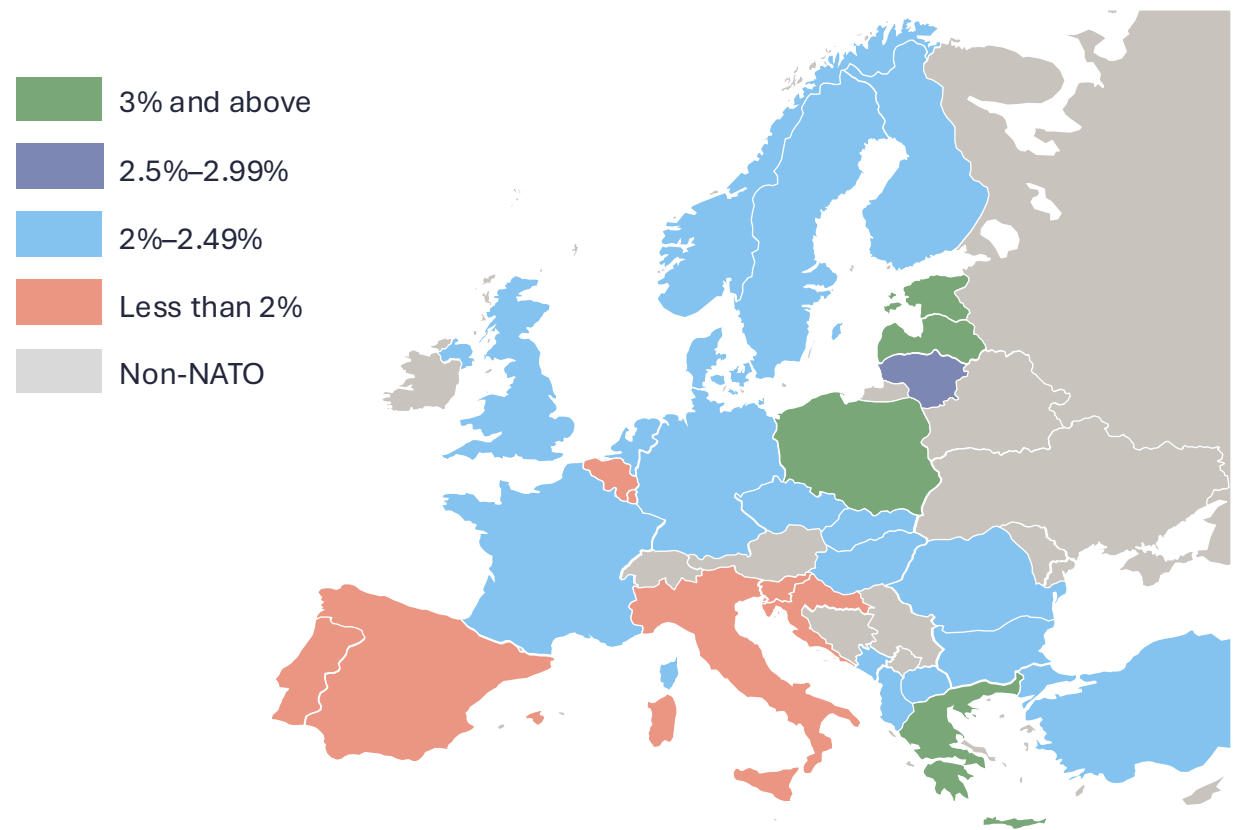 3% and above
2.5%–2.99%
2%–2.49%
Less than 2%
Non-NATO